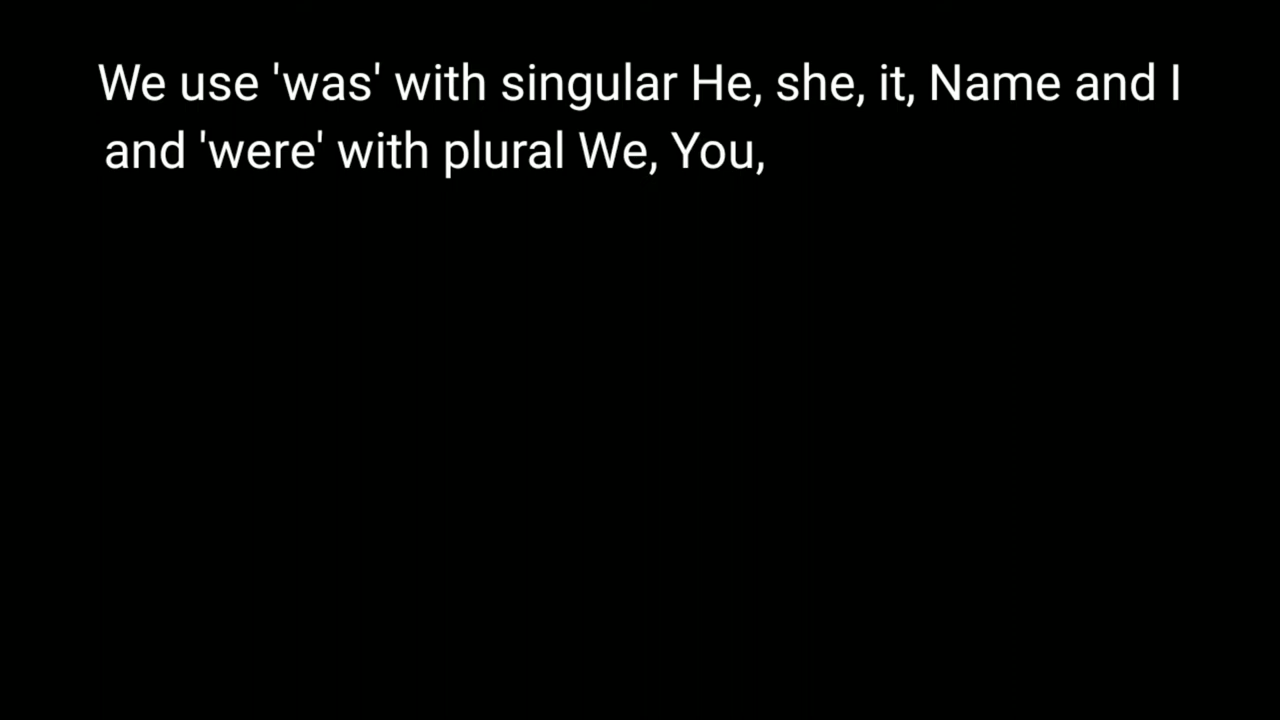 We use 'was' with singular He, she, it, Name and I
and 'were' with plural We, You,